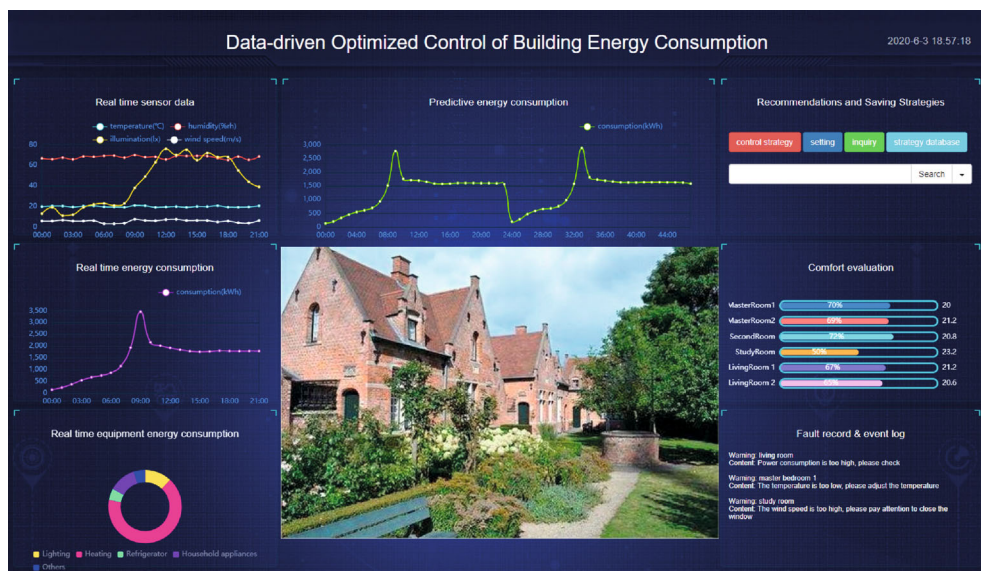 Data-driven Optimized Control of Building Energy Consumption
2020-6-3 18:57:18
Real time sensor data
temperature(℃) humidity(%rh)
illumination(lx) wind speed(m/s)
80
60
40
20
0
00:00 03:00 06:00 09:00 12:00 15:00 18:00 21:00
Predictive energy consumption
consumption(kWh)
3,000
2,500
2,000
1,500
1,000
500
0
00:00 04:00 08:00 12:00 16:00 20:00 24:00 28:00 32:00 36:00 40:00 44:00
Recommendations and Saving Strategies
control strategy setting Inquiry strategy database
Search
Real time energy consumption
consumption(kWh)
3,500
3,000
2,500
2,000
1,500
1,000
500
0
00:00 03:00 06:00 09:00 12:00 15:00 18:00 21:00
Comfort evaluation
MasterRoom1 70% 20
MasterRoom2 69% 21.2
SecondRoom 72% 20.8
StudyRoom 50% 23.2
LivingRoom 1 67% 21.2
LivingRoom 2 65% 20.6
Real time equipment energy consumption
Lighting Heating Refrigerator Household appliances
Others
Fault record & event log
Warning: living room
Content: Power consumption is too high, please check
Warning: master bedroom 1
Content: The temperature is too low, please adjust the temperature
Warning: study room
Content: The wind speed is too high, please pay attention to close the
window